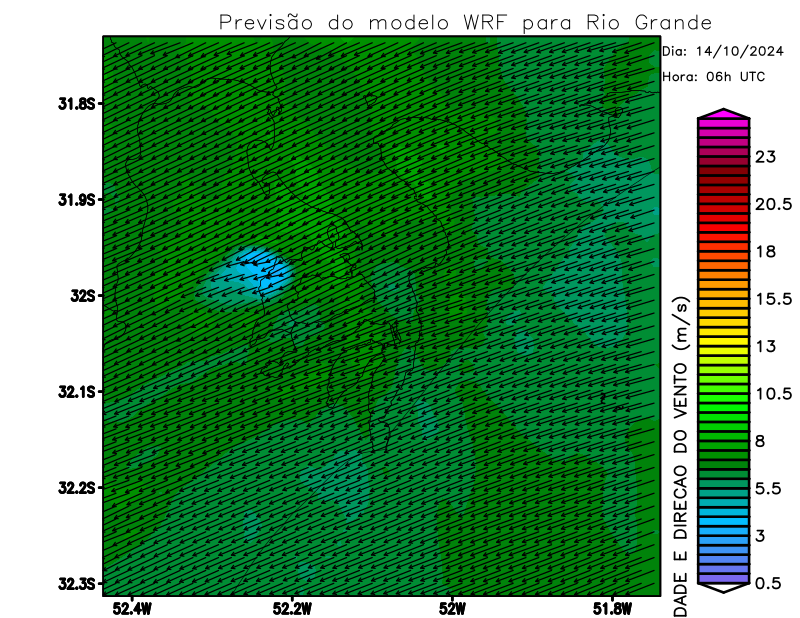 Previsão do modelo WRF para Rio Grande
Dia: 14/10/2024
Hora: 06h UTC
31.8S
31.9S
32S
32.1S
32.2S
32.3S
52.4W
52.2W
52W
51.8W
23
20.5
18
15.5
13
10.5
8
5.5
3
0.5
DADE E DIRECAO DO VENTO (m/s)